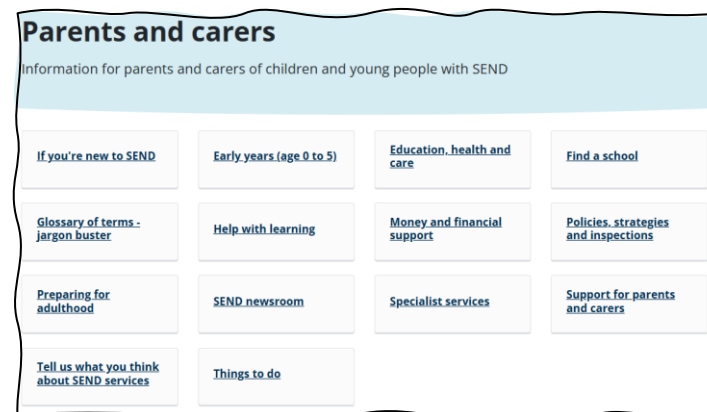 Parents and carers
Information for parents and carers of children and young people with SEND
If you're new to SEND
Early years (age 0 to 5)
Education, health and
care
Find a school
Glossary of terms -
jargon buster
Help with learning
Money and financial
support
Policies, strategies
and inspections
Preparing for
adulthood
SEND newsroom
Specialist services
Support for parents
and carers
Tell us what you think
about SEND services
Things to do